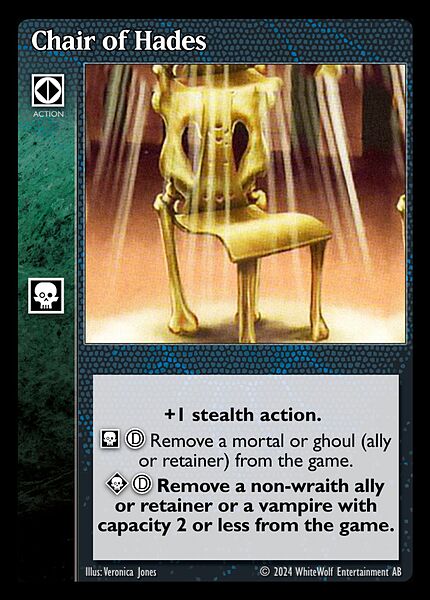 Chair of Hades
ACTION
+1 stealth action.
Ⓓ Remove a mortal or ghoul (ally
or retainer) from the game.
Ⓓ Remove a non-wraith ally
or retainer or a vampire with
capacity 2 or less from the game.
Illus: Veronica Jones
© 2024 WhiteWolf Entertainment AB